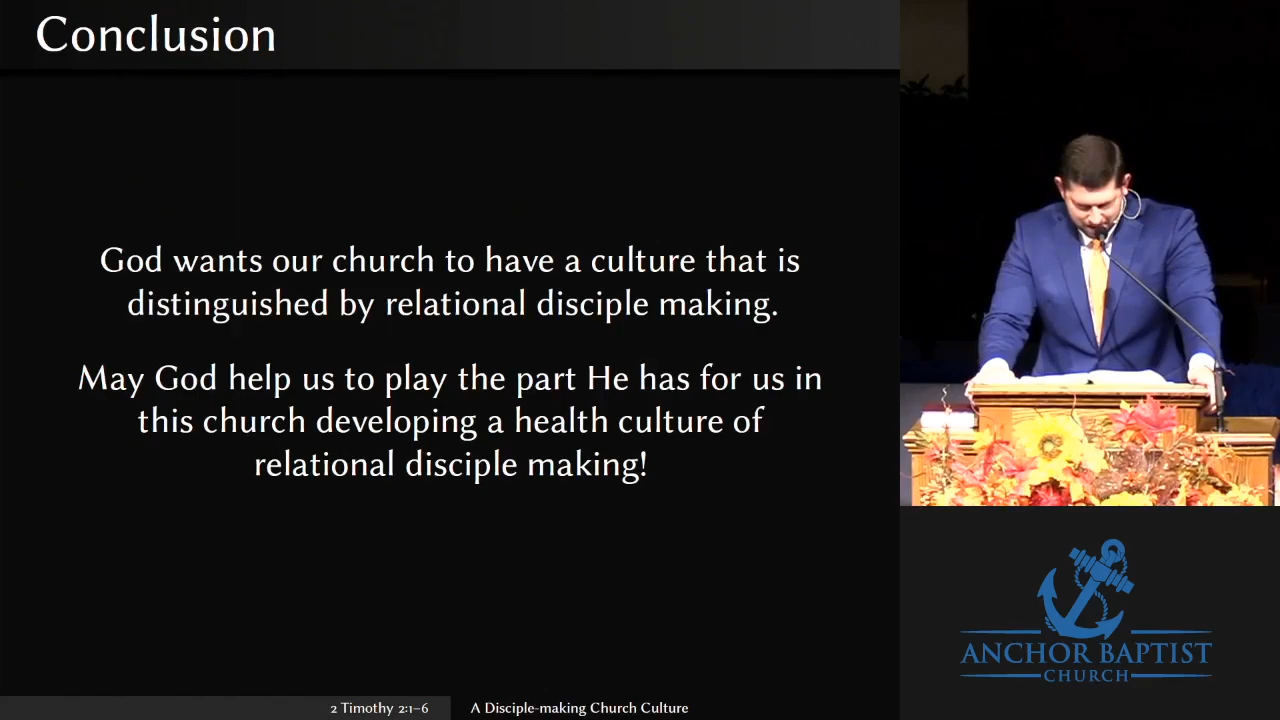 Conclusion
God wants our church to have a culture that is
distinguished by relational disciple making.
May God help us to play the part He has for us in
this church developing a health culture of
relational disciple making!
2 Timothy 2:1–6
A Disciple-making Church Culture
ANCHOR BAPTIST
CHURCH